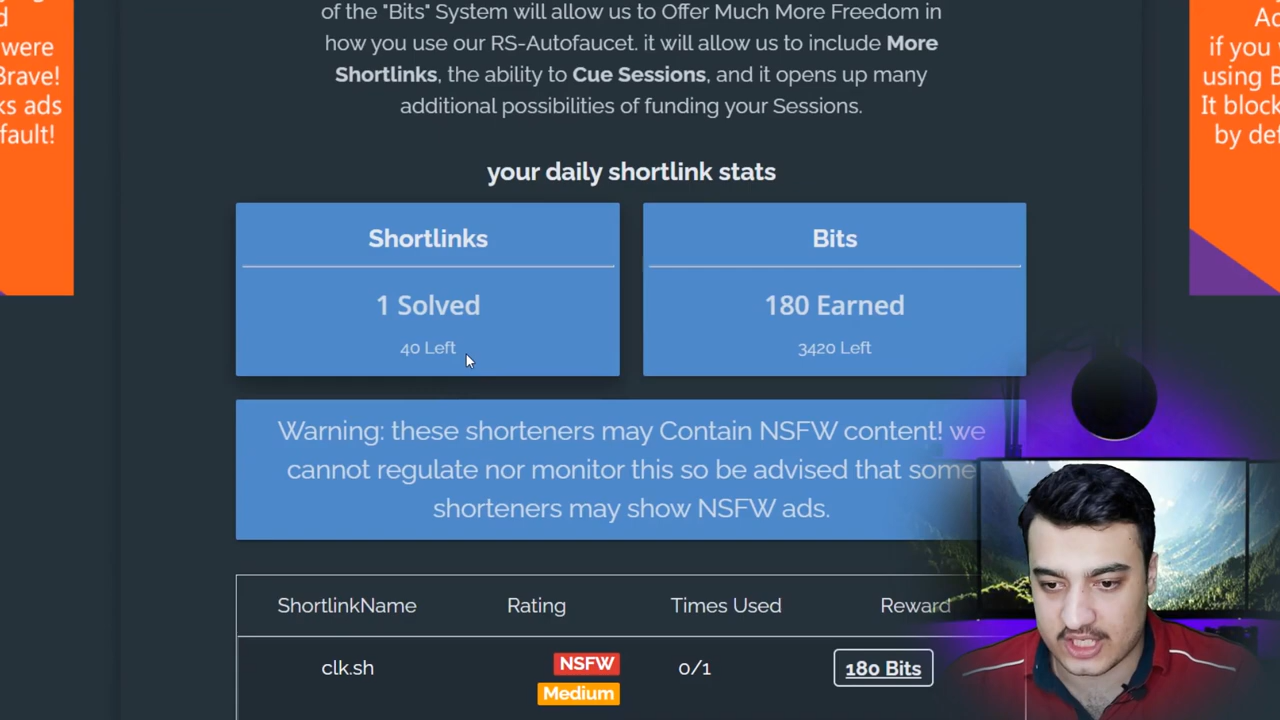 d
were
Brave!
ks ads
fault!
of the "Bits" System will allow us to Offer Much More Freedom in
how you use our RS-Autofaucet. it will allow us to include More
Shortlinks, the ability to Cue Sessions, and it opens up many
additional possibilities of funding your Sessions.
Ad
if you
using B
It block
by def
your daily shortlink stats
Shortlinks
1 Solved
40 Left
Bits
180 Earned
3420 Left
Warning: these shorteners may Contain NSFW content! we
cannot regulate nor monitor this so be advised that some
shorteners may show NSFW ads.
ShortlinkName Rating Times Used Reward
clk.sh NSFW 0/1 180 Bits
Medium